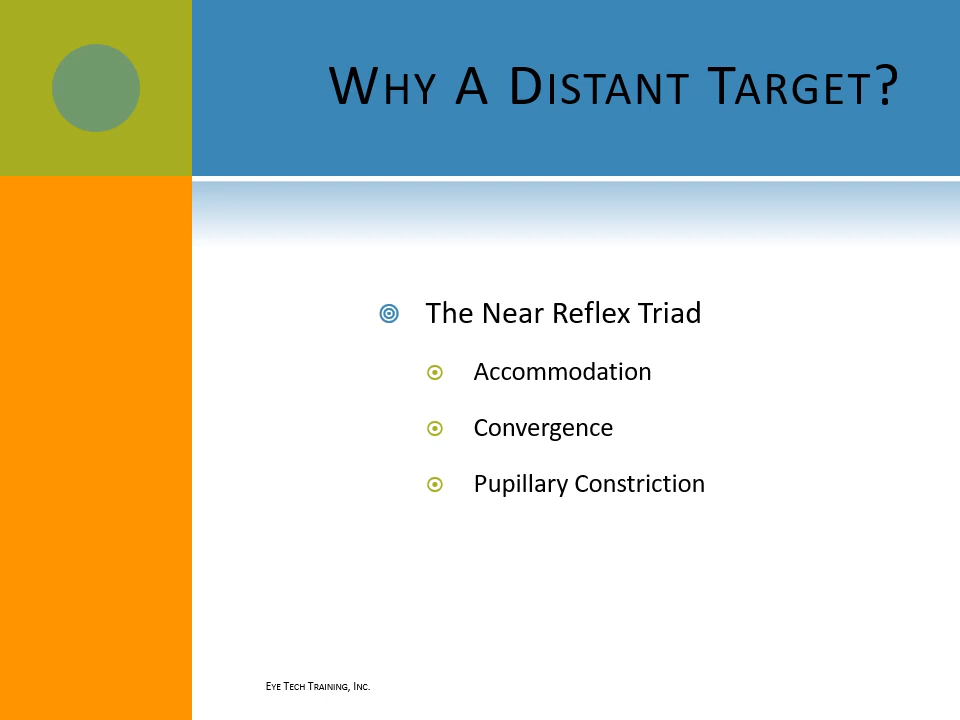 Why A Distant Target?
The Near Reflex Triad
Accommodation
Convergence
Pupillary Constriction
Eye Tech Training, Inc.